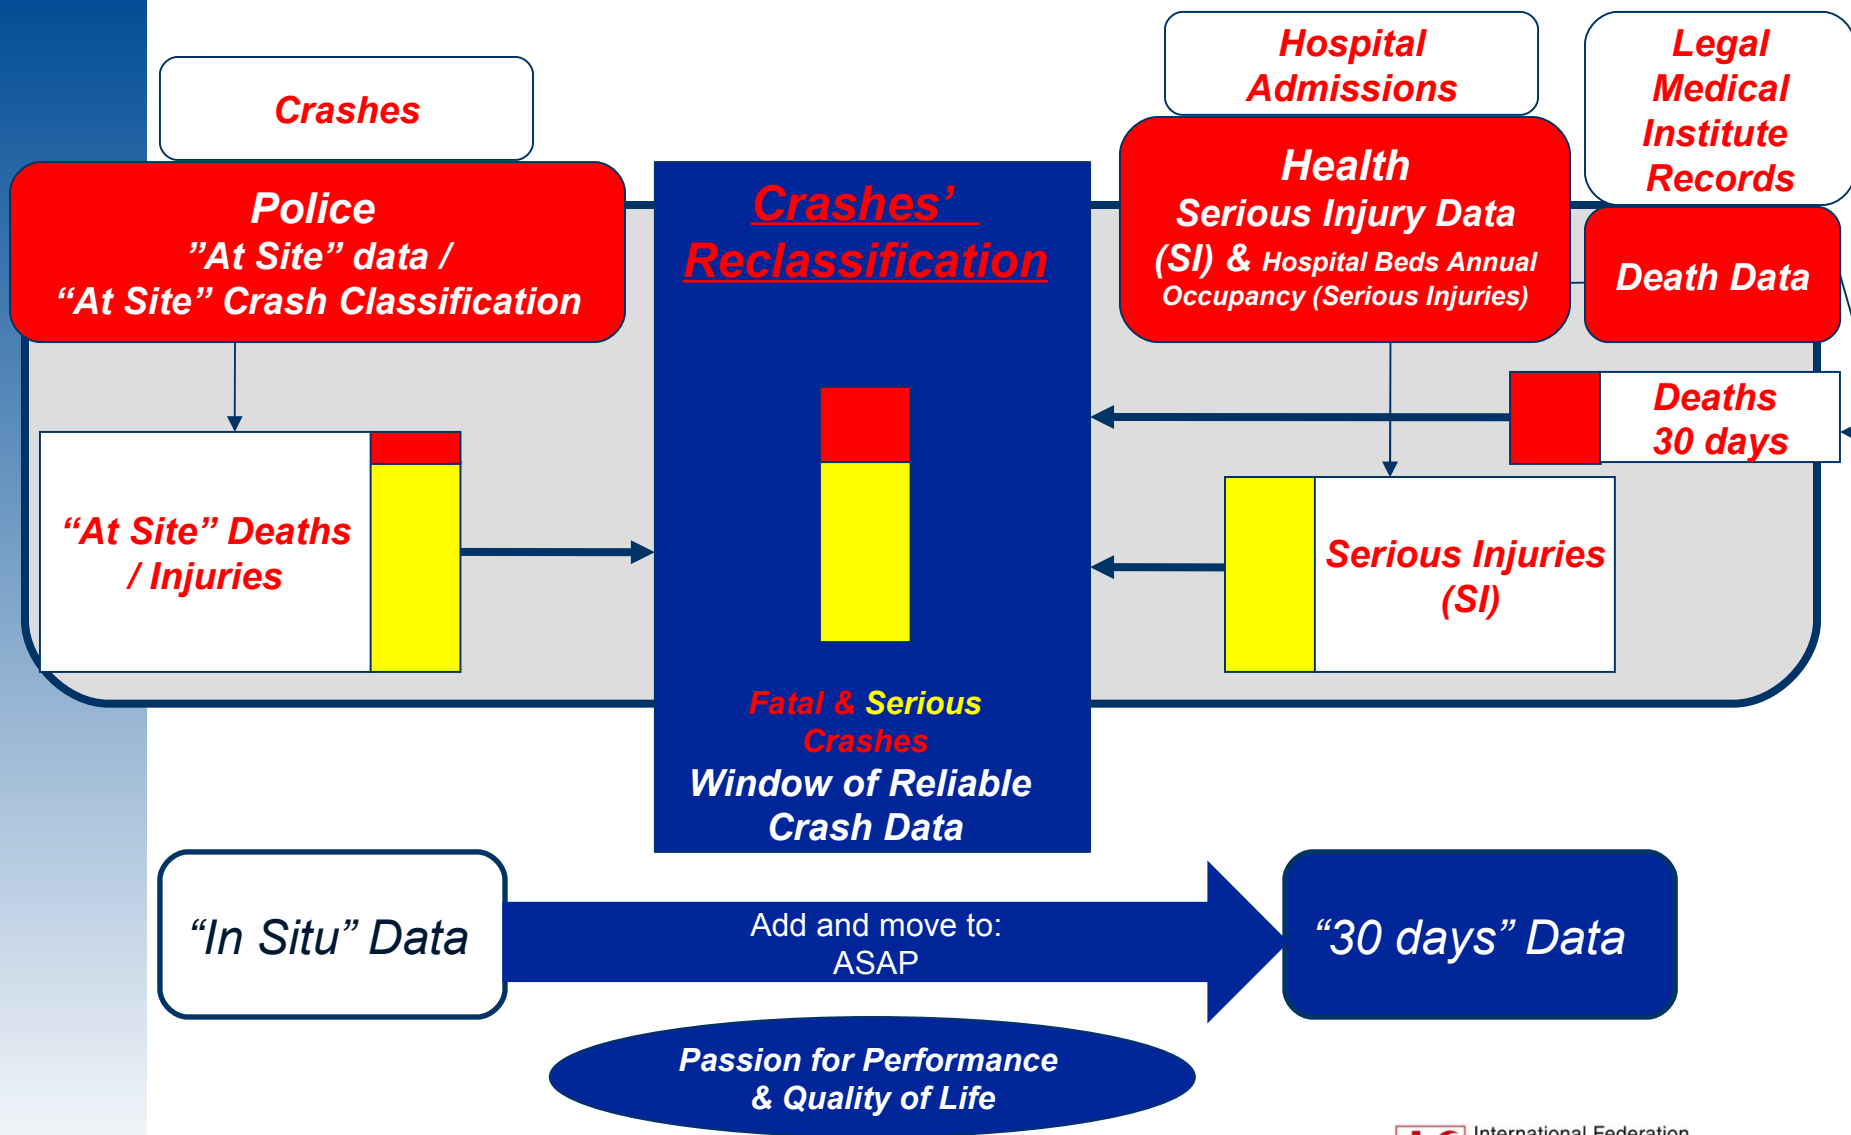 Crashes
Police
”At Site” data /
“At Site” Crash Classification
“At Site” Deaths
/ Injuries
Crashes’
Reclassification
Fatal & Serious
Crashes
Window of Reliable
Crash Data
Hospital
Admissions
Health
Serious Injury Data
(SI) & Hospital Beds Annual
Occupancy (Serious Injuries)
Legal
Medical
Institute
Records
Death Data
Deaths
30 days
Serious Injuries
(SI)
“In Situ” Data
Add and move to:
ASAP
“30 days” Data
Passion for Performance
& Quality of Life
International Federation